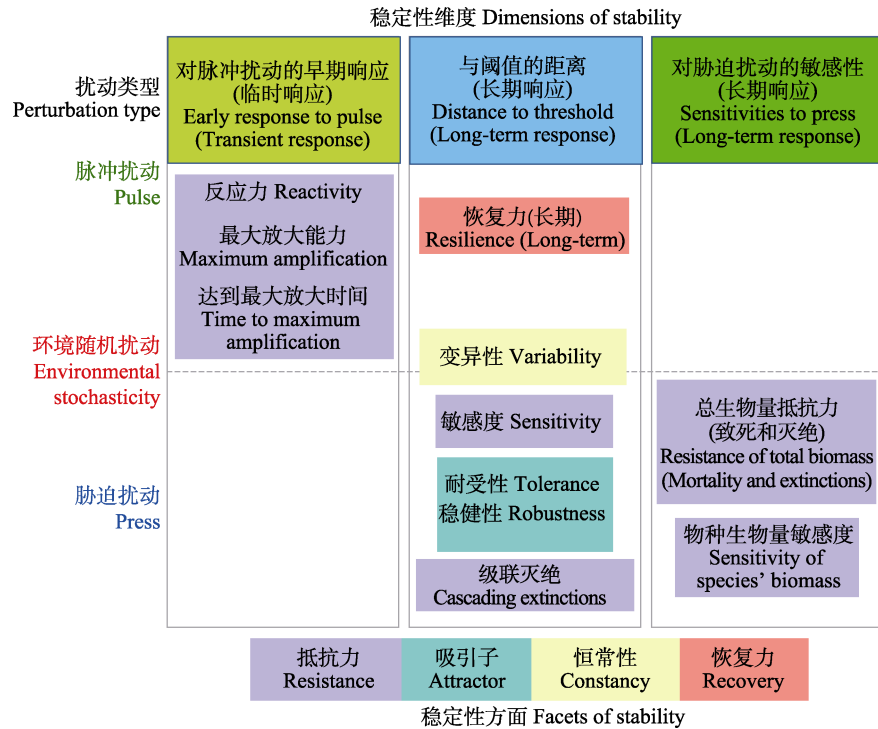 稳定性维度 Dimensions of stability
扰动类型
Perturbation type
对脉冲扰动的早期响应
(临时响应)
Early response to pulse
(Transient response)
与阈值的距离
(长期响应)
Distance to threshold
(Long-term response)
对胁迫扰动的敏感性
(长期响应)
Sensitivities to press
(Long-term response)
脉冲扰动
Pulse
反应力 Reactivity
最大放大能力
Maximum amplification
达到最大放大时间
Time to maximum
amplification
恢复力(长期)
Resilience (Long-term)
环境随机扰动
Environmental
stochasticity
变异性 Variability
敏感度 Sensitivity
总生物量抵抗力
(致死和灭绝)
Resistance of total biomass
(Mortality and extinctions)
胁迫扰动
Press
耐受性 Tolerance
稳健性 Robustness
级联灭绝
Cascading extinctions
物种生物量敏感度
Sensitivity of
species’ biomass
抵抗力
Resistance
吸引子
Attractor
恒常性
Constancy
恢复力
Recovery
稳定性方面 Facets of stability